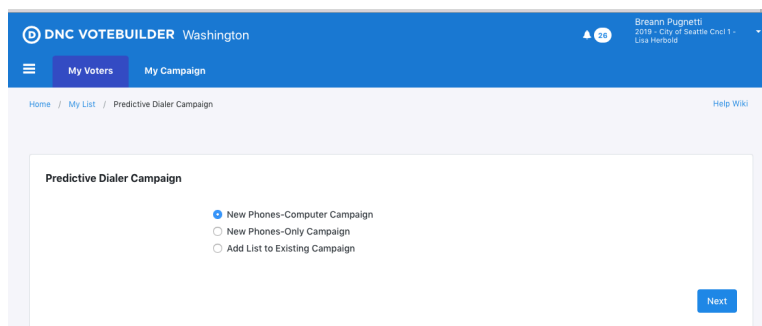 DNC VOTEBUILDER Washington
26
Breann Pugnetti
2019 - City of Seattle Cncl 1 -
Lisa Herbold
My Voters My Campaign
Home / My List / Predictive Dialer Campaign Help Wiki
Predictive Dialer Campaign
New Phones-Computer Campaign
New Phones-Only Campaign
Add List to Existing Campaign
Next